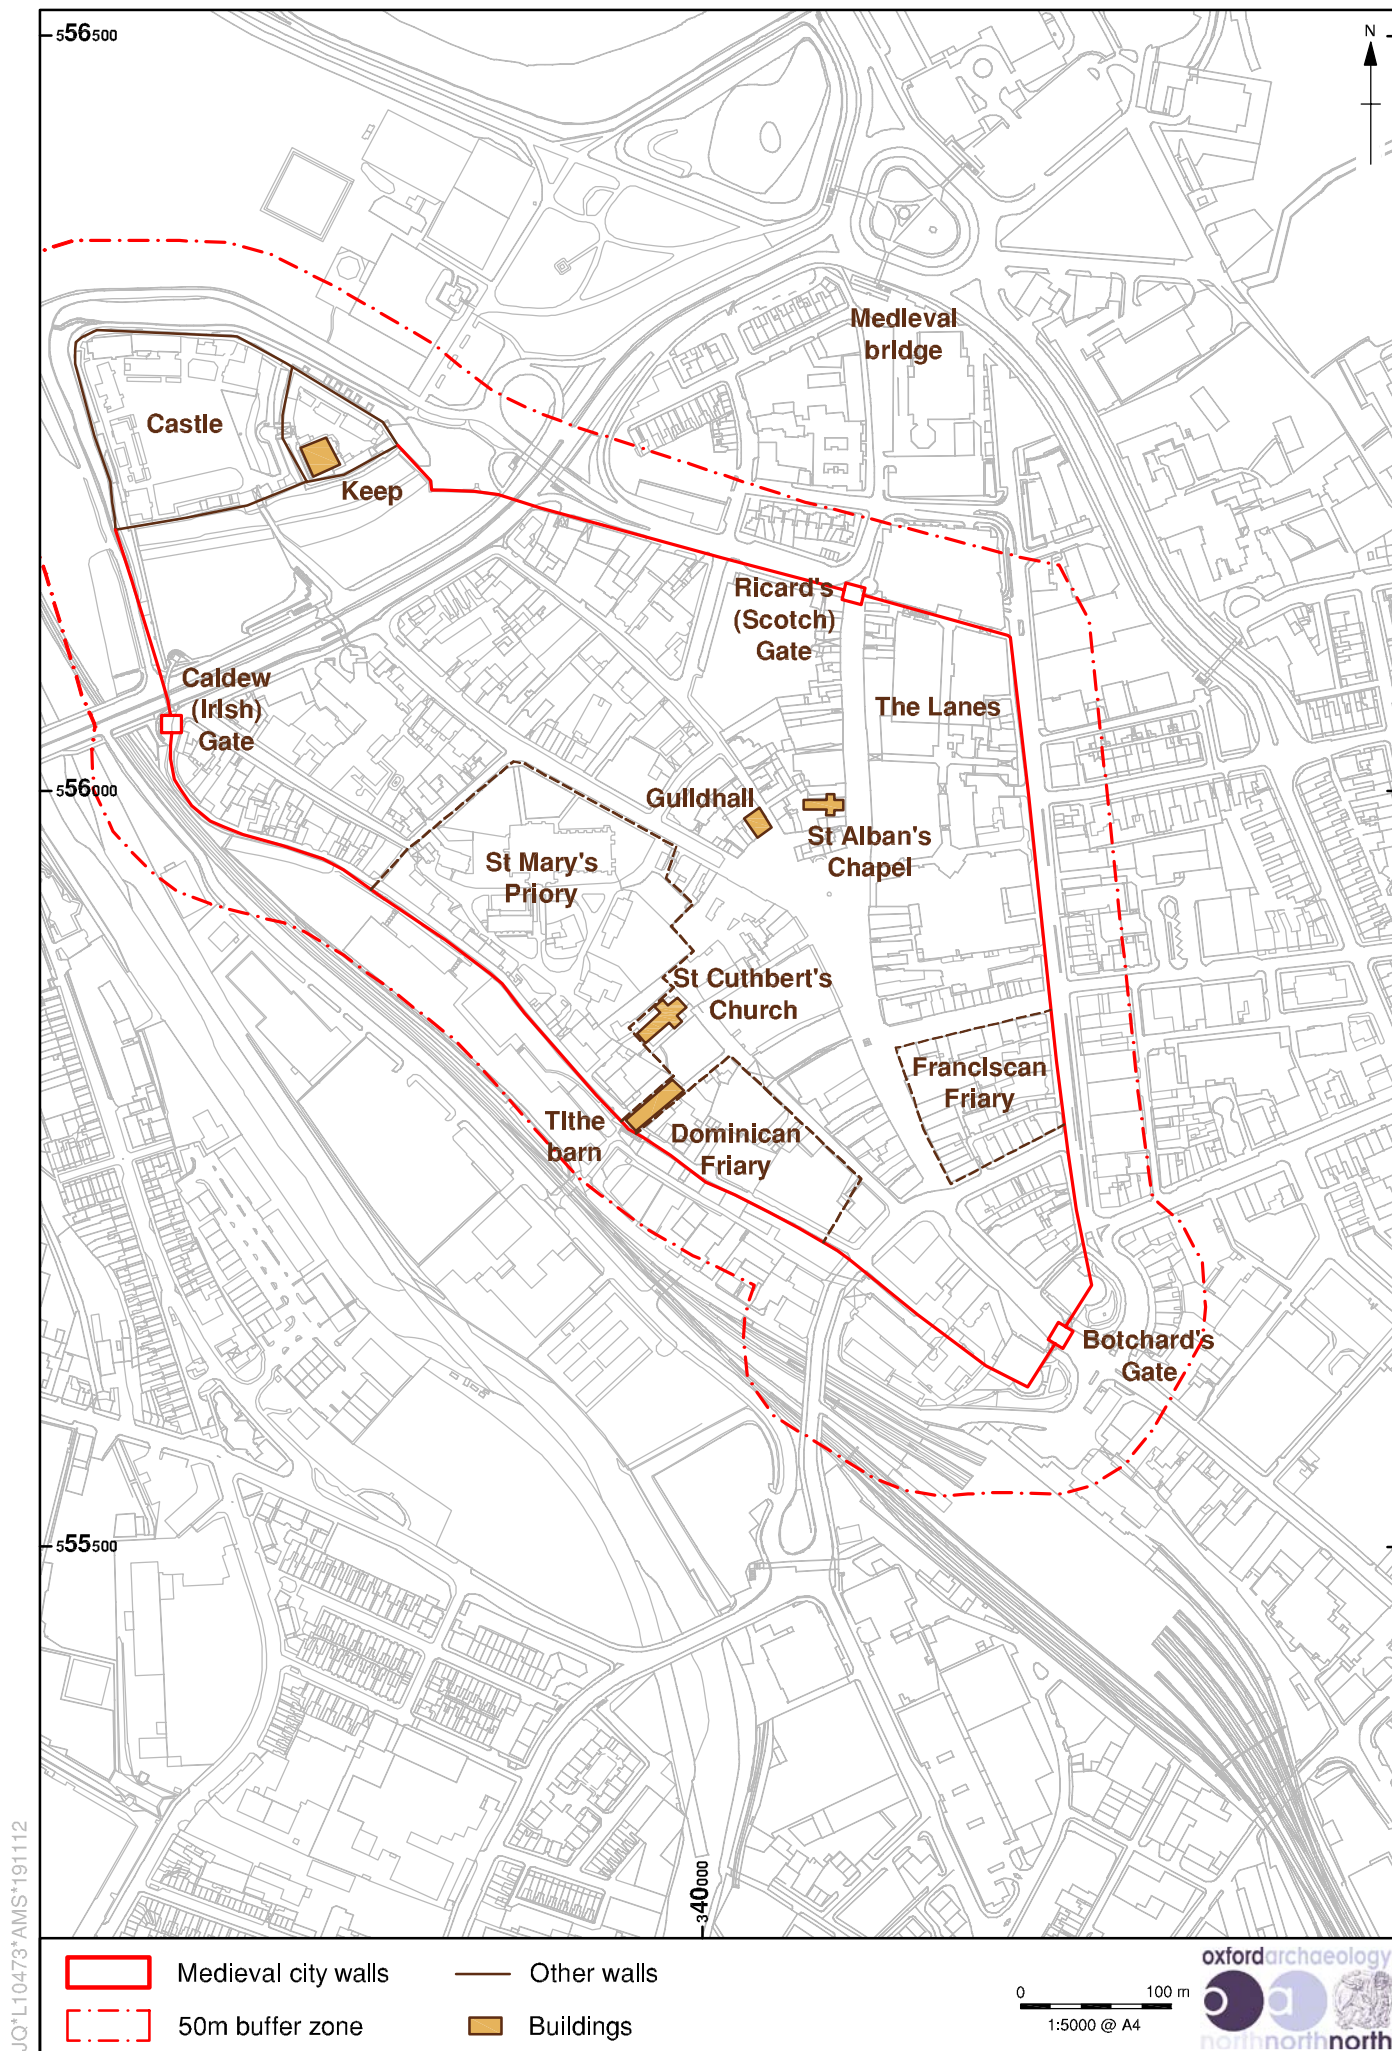 556500
N
Medieval
bridge
Castle
Keep
Ricard's
(Scotch)
Gate
Caldew
(Irish)
Gate
The Lanes
556000
Guildhall
St Alban's
Chapel
St Mary's
Priory
St Cuthbert's
Church
Franciscan
Friary
Tithe
barn
Dominican
Friary
Botchard's
Gate
555500
340000
JQ*L10473*AMS*191112
Medieval city walls
Other walls
50m buffer zone
Buildings
0 100 m
1:5000 @ A4
oxfordarchaeology
oa
northnorthnorth